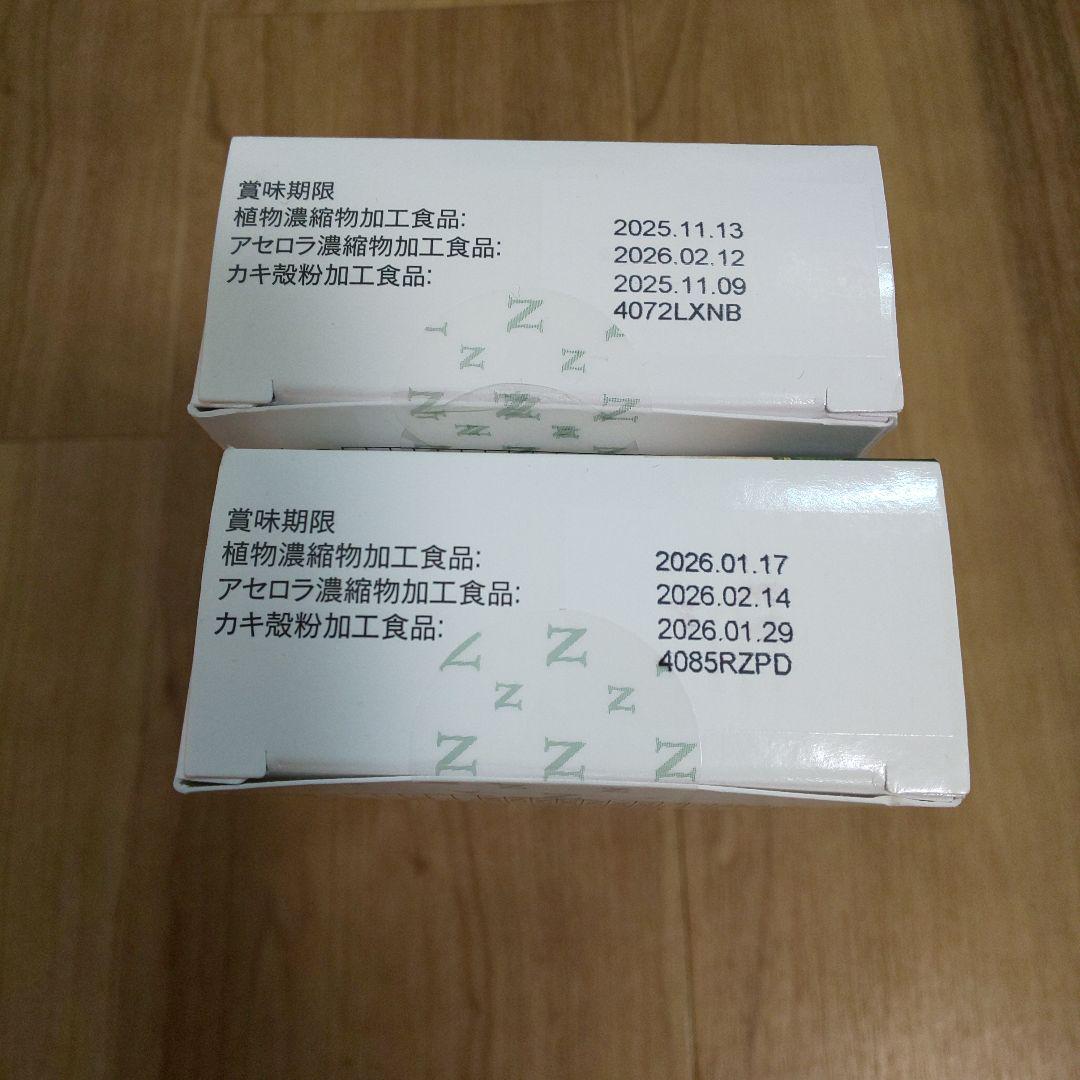 賞味期限
植物濃縮物加工食品: 2025.11.13
アセロラ濃縮物加工食品: 2026.02.12
カキ殻粉加工食品: 2025.11.09
4072LXNB
Z
Z Z
Z Z Z
Z Z
賞味期限
植物濃縮物加工食品: 2026.01.17
アセロラ濃縮物加工食品: 2026.02.14
カキ殻粉加工食品: 2026.01.29
4085RZPD
Z Z
Z Z
Z Z Z